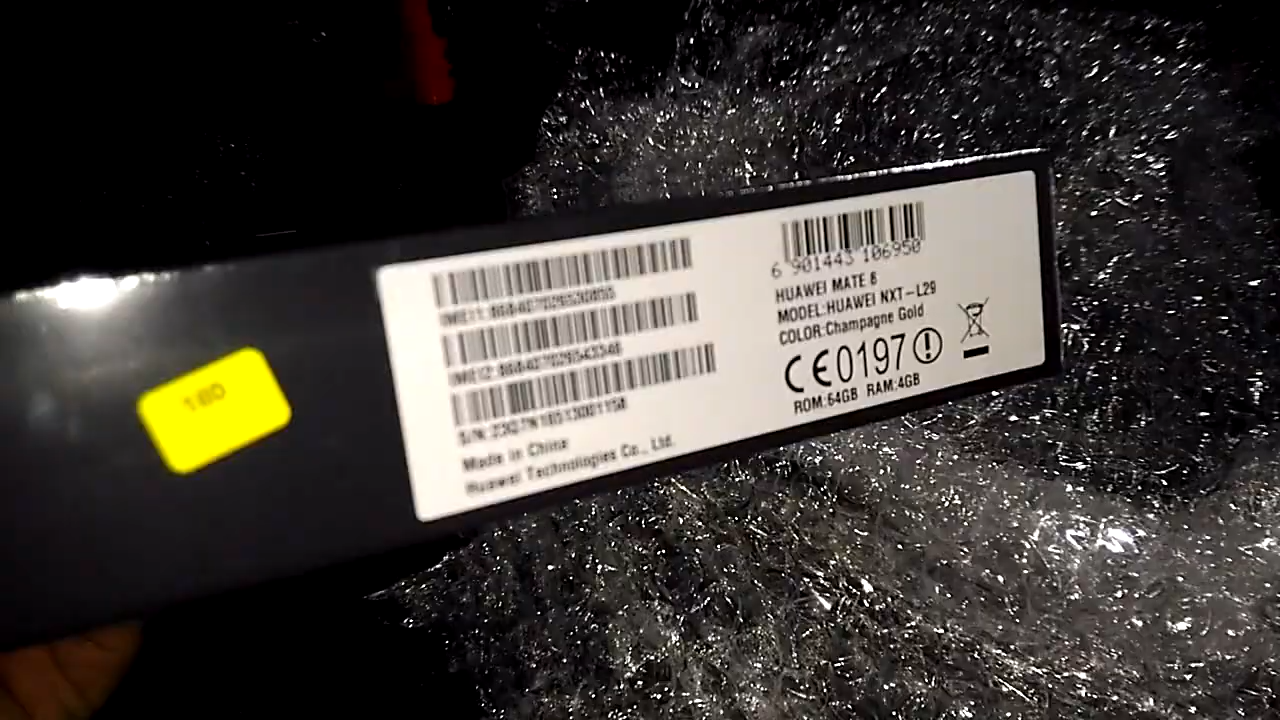 180
Made in China
Huawei Technologies Co., Ltd.
6 901443 106950
HUAWEI MATE 8
MODEL:HUAWEI NXT-L29
COLOR:Champagne Gold
CE0197
ROM:64GB RAM:4GB